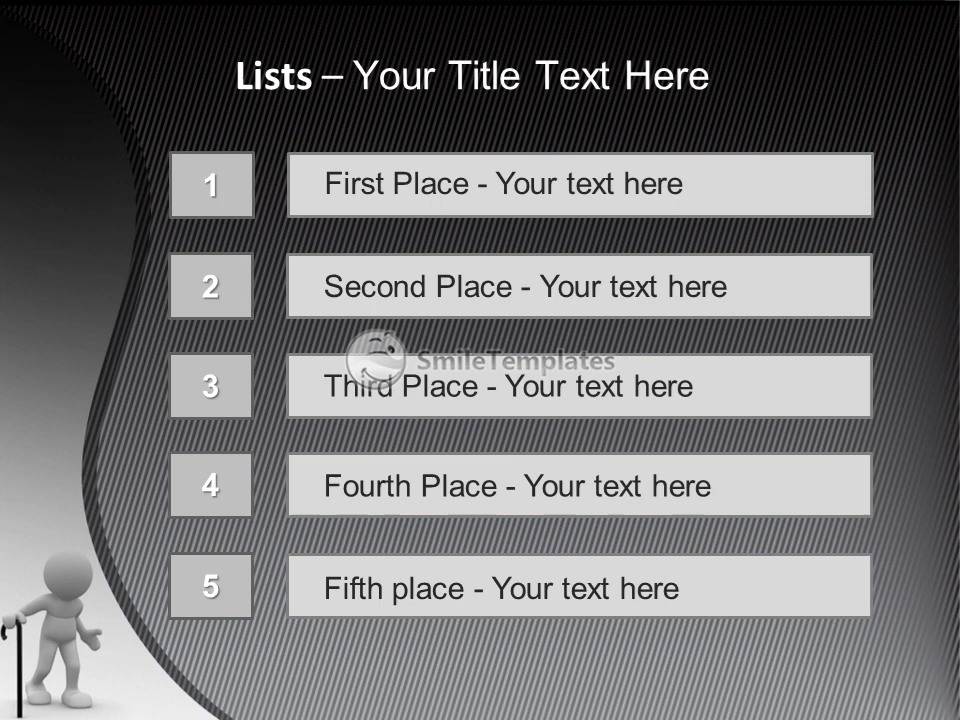 Lists – Your Title Text Here
1
First Place - Your text here
2
Second Place - Your text here
SmileTemplates
3
Third Place - Your text here
4
Fourth Place - Your text here
5
Fifth place - Your text here